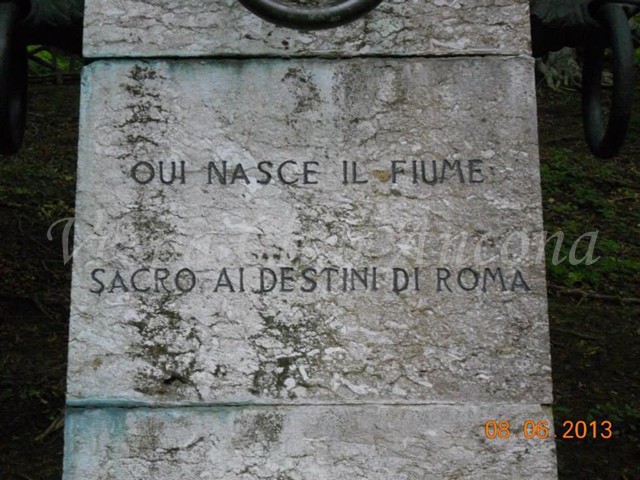 QUI NASCE IL FIUME
Ancona
SACRO AI DESTINI DI ROMA
08.06.2013